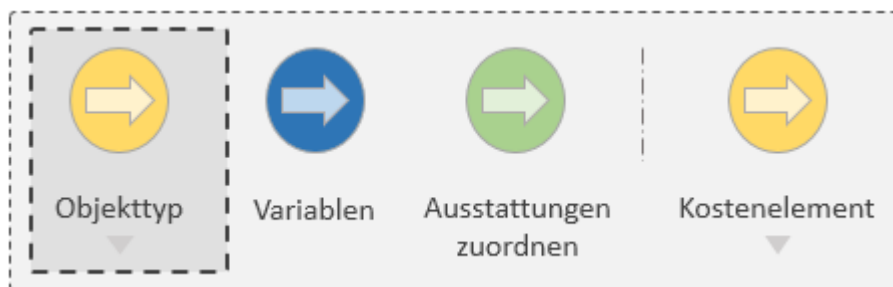 Objekttyp
Variablen
Ausstattungen
zuordnen
Kostenelement